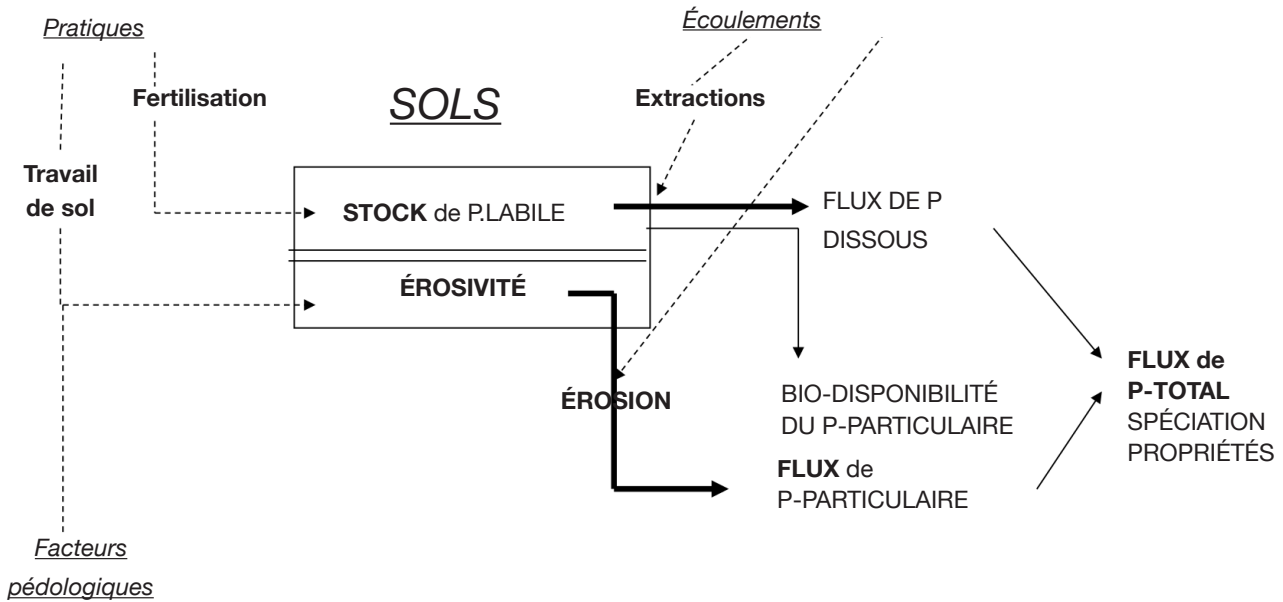 Pratiques
Écoulements
Fertilisation
SOLS
Extractions
Travail
de sol
STOCK de P.LABILE
FLUX DE P
DISSOUS
ÉROSIVITÉ
ÉROSION
BIO-DISPONIBILITÉ
DU P-PARTICULAIRE
FLUX de
P-PARTICULAIRE
FLUX de
P-TOTAL
SPÉCIATION
PROPRIÉTÉS
Facteurs
pédologiques